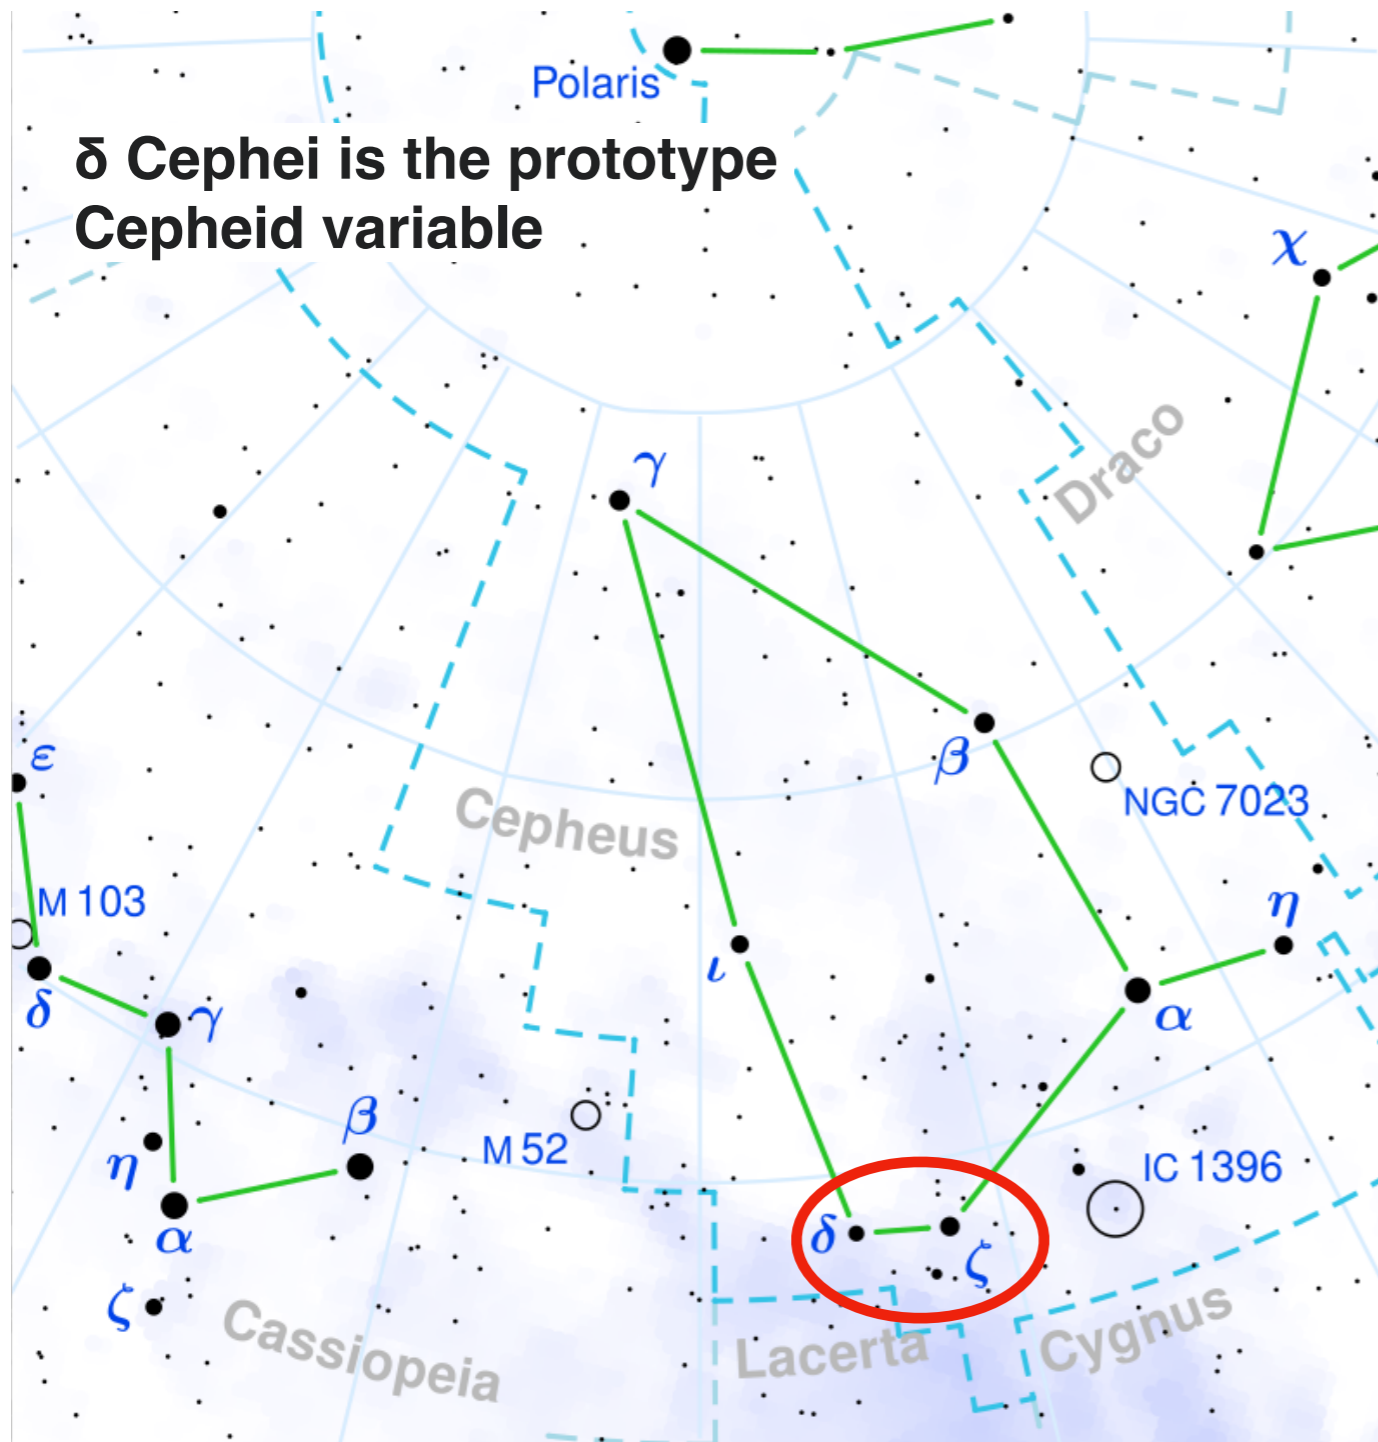 Polaris
δ Cephei is the prototype
Cepheid variable
χ
Draco
γ
ε
β
NGC 7023
Cepheus
M 103
η
ι
δ
γ
α
β
M 52
η
IC 1396
α
δ
ζ
ζ
Cassiopeia
Lacerta
Cygnus